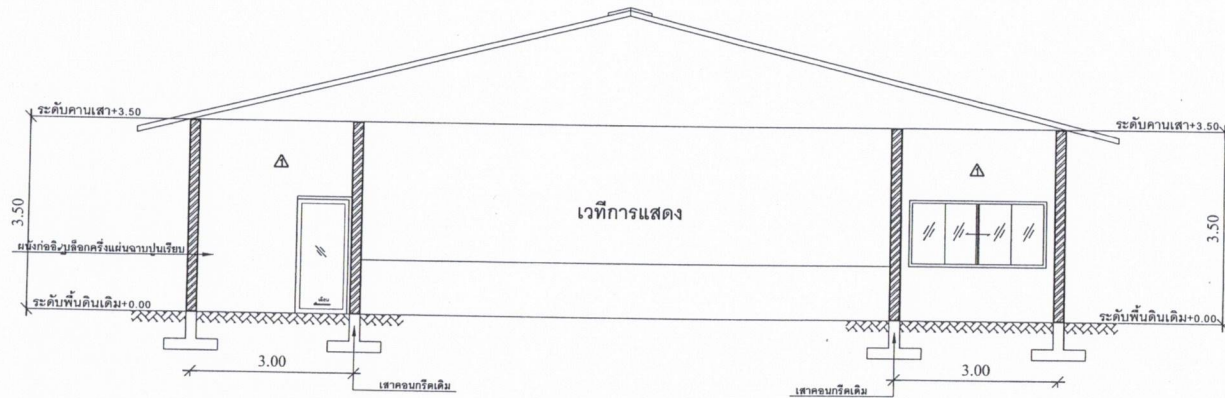 ระดับคานเสา+3.50
ระดับคานเสา+3.50
1
1
3.50
เวทีการแสดง
3.50
ผนังก่ออิฐบล็อกครึ่งแผ่นฉาบปูนเรียบ
ระดับพื้นดินเดิม+0.00
ระดับพื้นดินเดิม+0.00
3.00
3.00
เสาคอนกรีตเดิม
เสาคอนกรีตเดิม